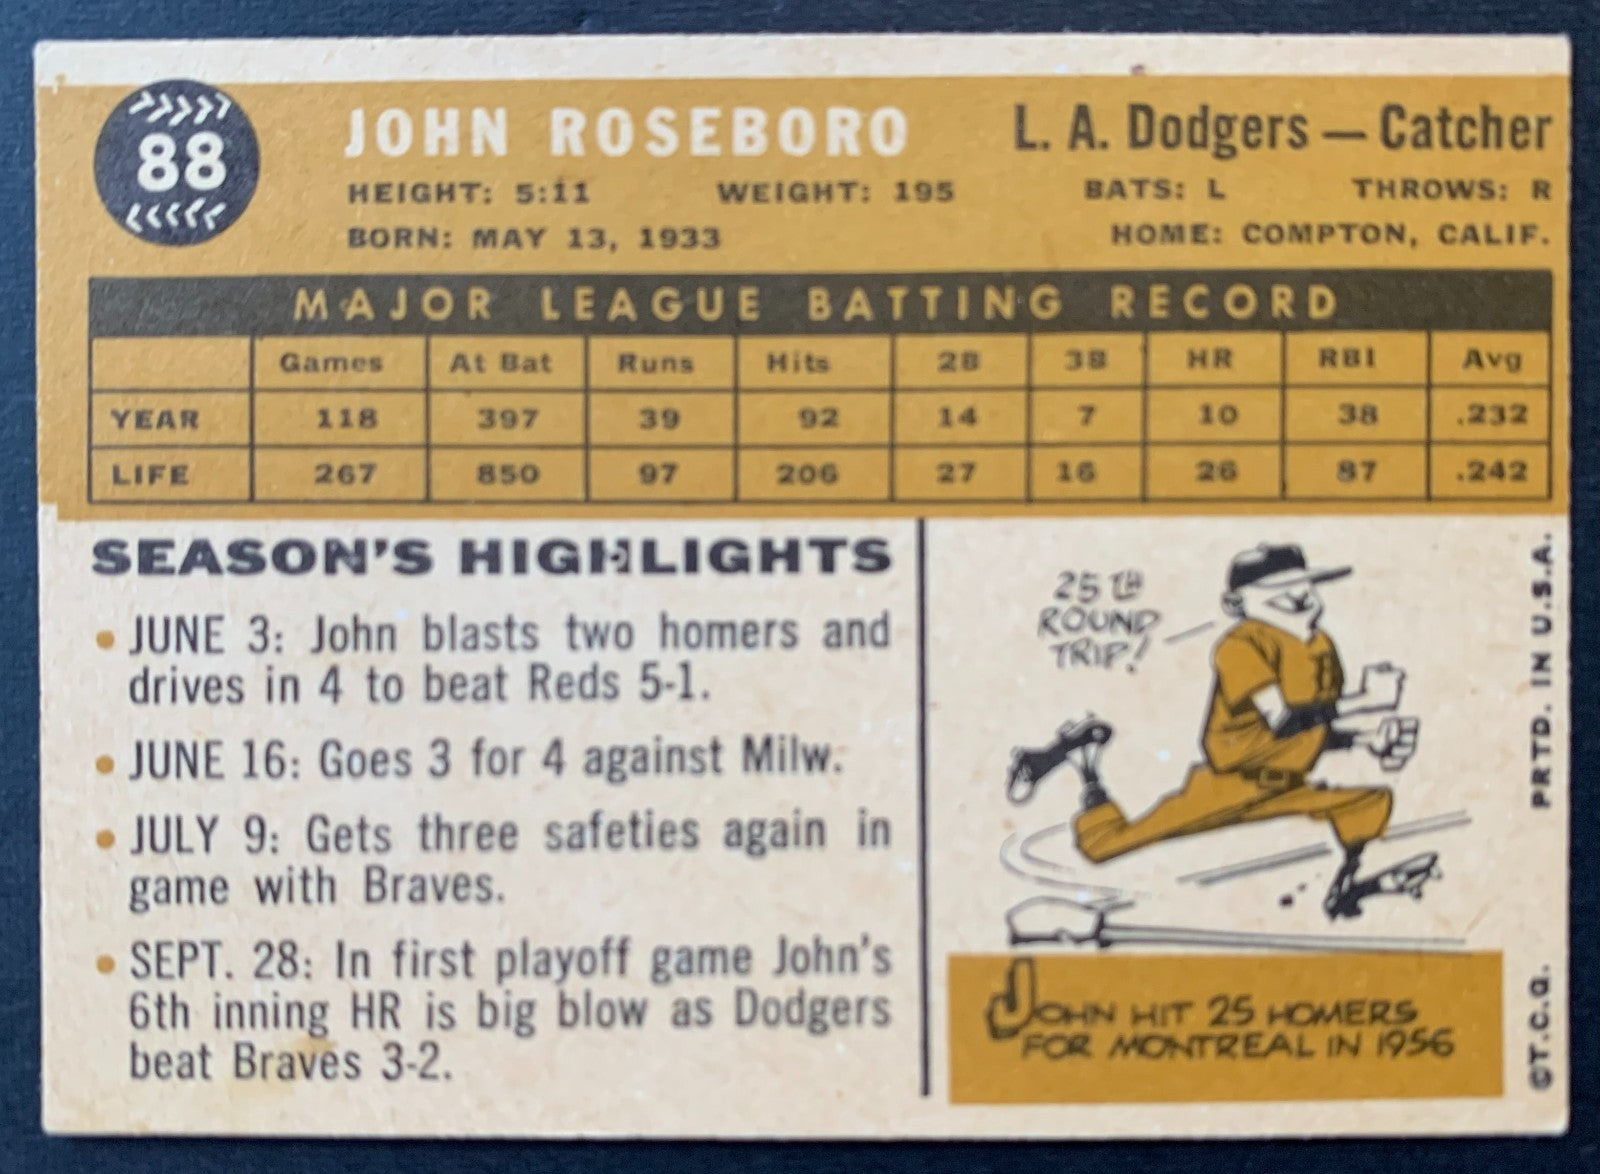 88
JOHN ROSEBORO
L. A. Dodgers — Catcher
HEIGHT: 5:11 WEIGHT: 195 BATS: L THROWS: R
BORN: MAY 13, 1933 HOME: COMPTON, CALIF.
MAJOR LEAGUE BATTING RECORD
Games At Bat Runs Hits 2B 3B HR RBI Avg
YEAR 118 397 39 92 14 7 10 38 .232
LIFE 267 850 97 206 27 16 26 87 .242
SEASON'S HIGHLIGHTS
• JUNE 3: John blasts two homers and
drives in 4 to beat Reds 5-1.
• JUNE 16: Goes 3 for 4 against Milw.
• JULY 9: Gets three safeties again in
game with Braves.
• SEPT. 28: In first playoff game John's
6th inning HR is big blow as Dodgers
beat Braves 3-2.
25TH
ROUND
TRIP!
JOHN HIT 25 HOMERS
FOR MONTREAL IN 1956
©T.C.G. PRTD. IN U.S.A.